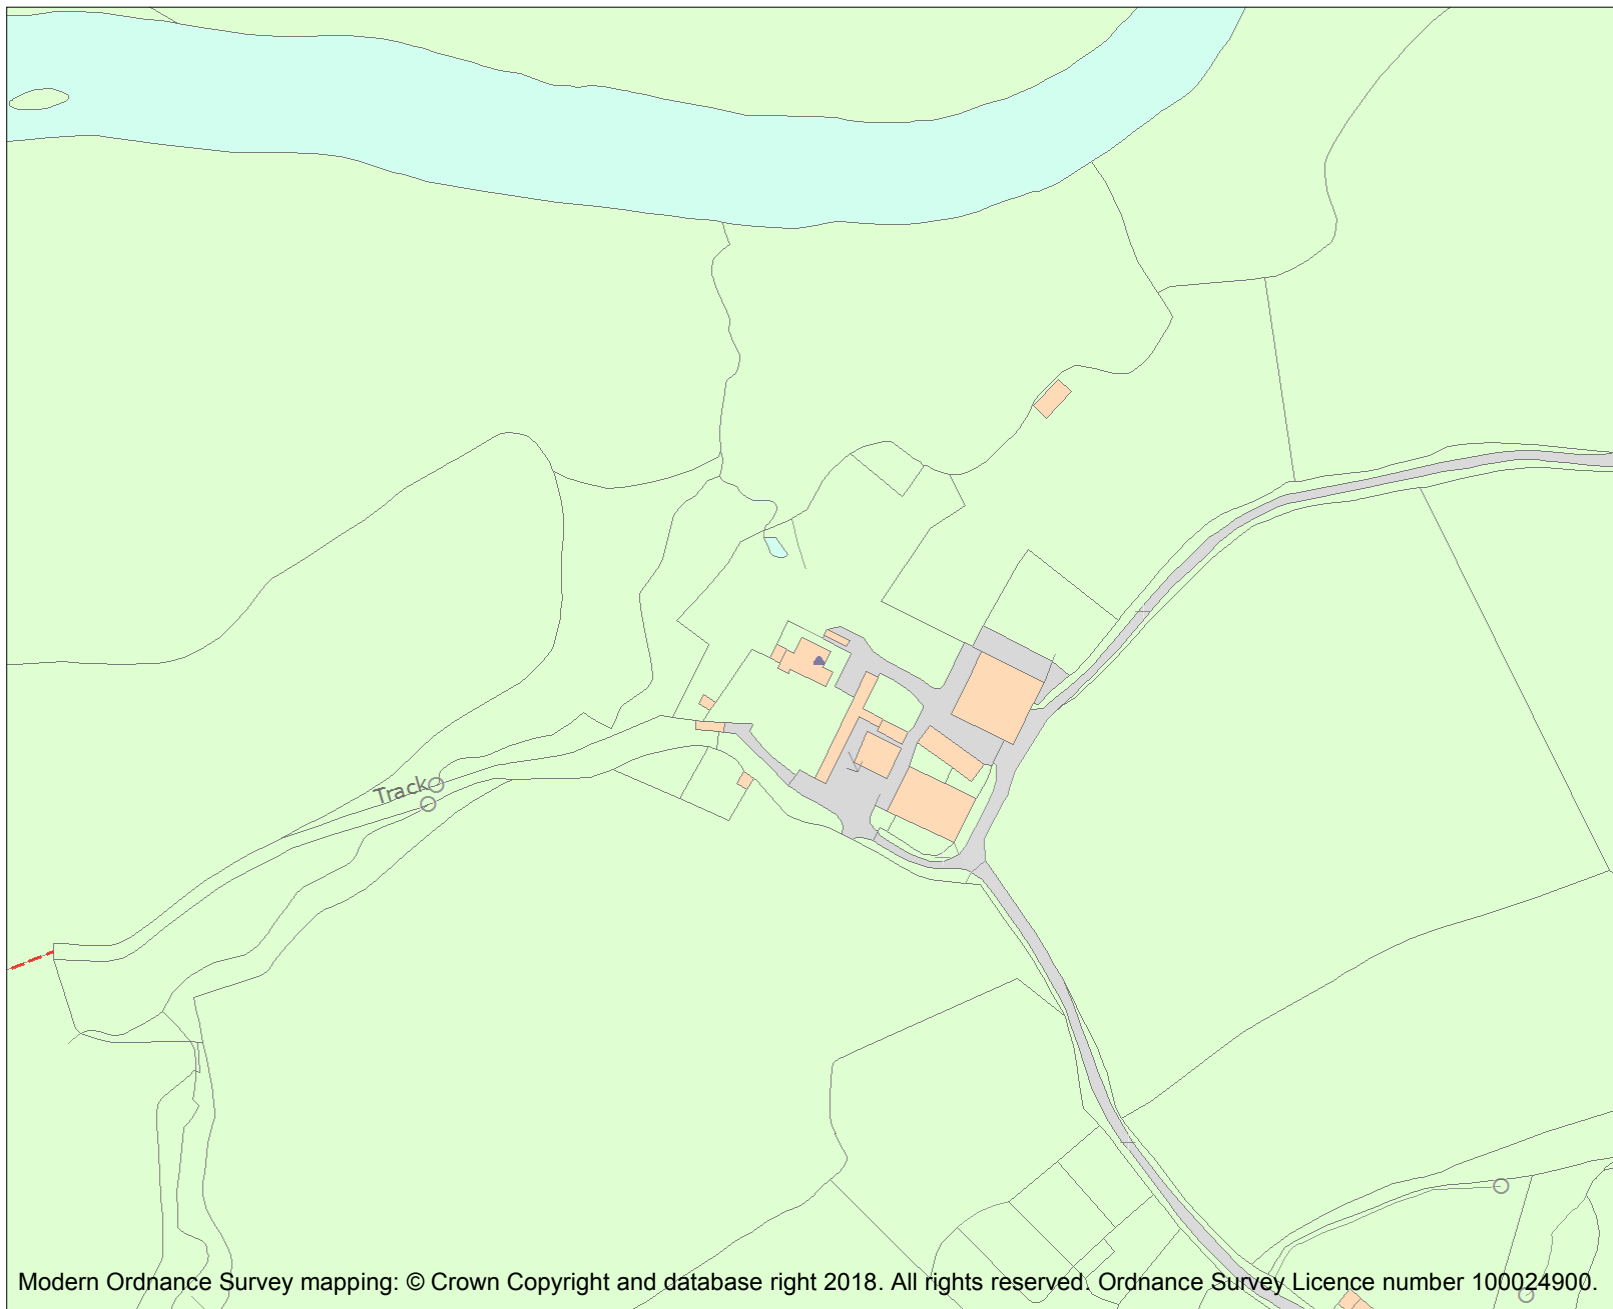 Track
Modern Ordnance Survey mapping: © Crown Copyright and database right 2018. All rights reserved. Ordnance Survey Licence number 100024900.